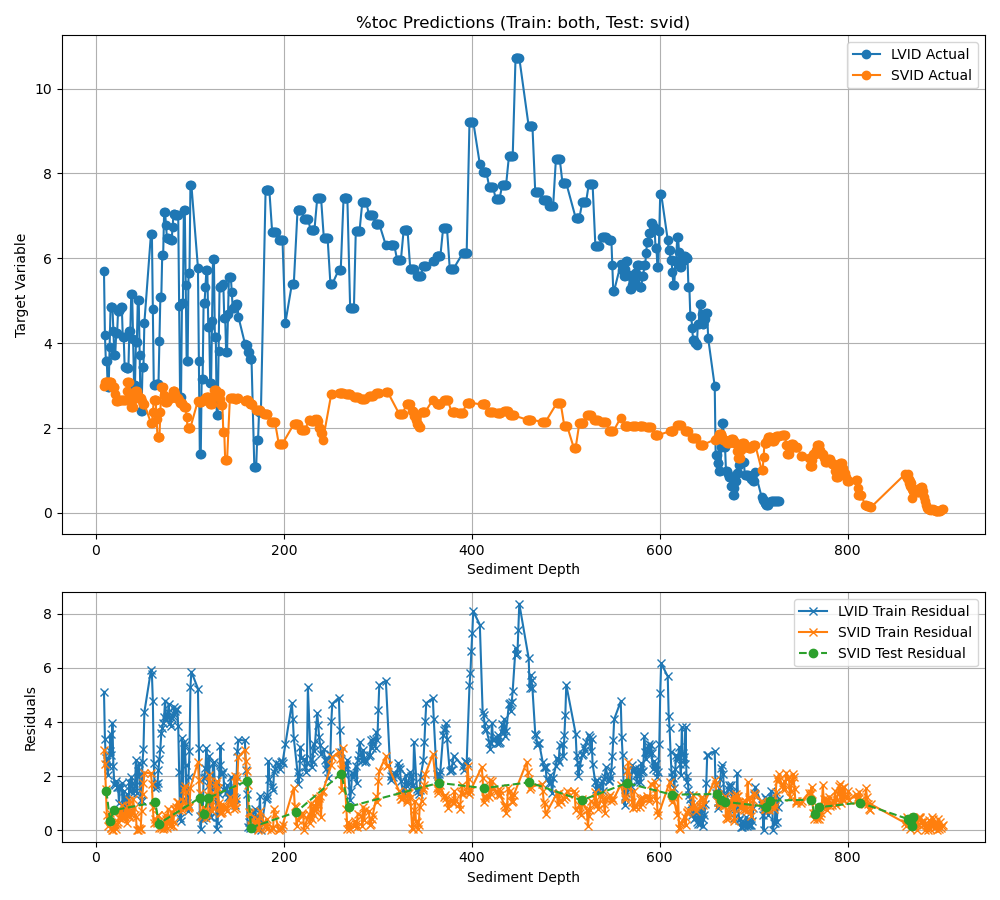 %toc Predictions (Train: both, Test: svid)
LVID Actual
SVID Actual
Target Variable
10
8
6
4
2
0
0 200 400 600 800
Sediment Depth
LVID Train Residual
SVID Train Residual
SVID Test Residual
Residuals
8
6
4
2
0
0 200 400 600 800
Sediment Depth